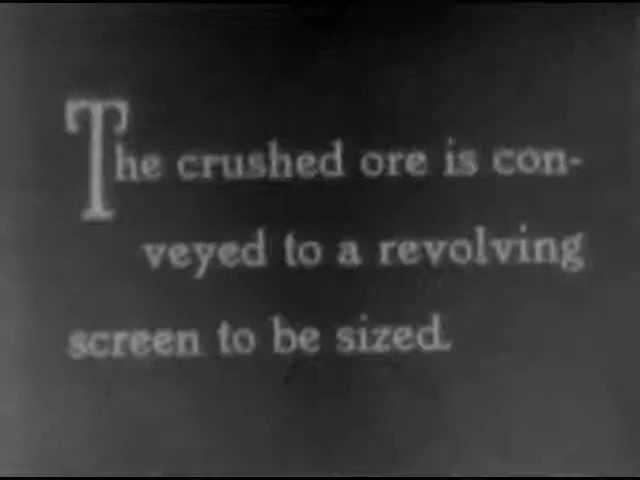 The crushed ore is con-
veyed to a revolving
screen to be sized.